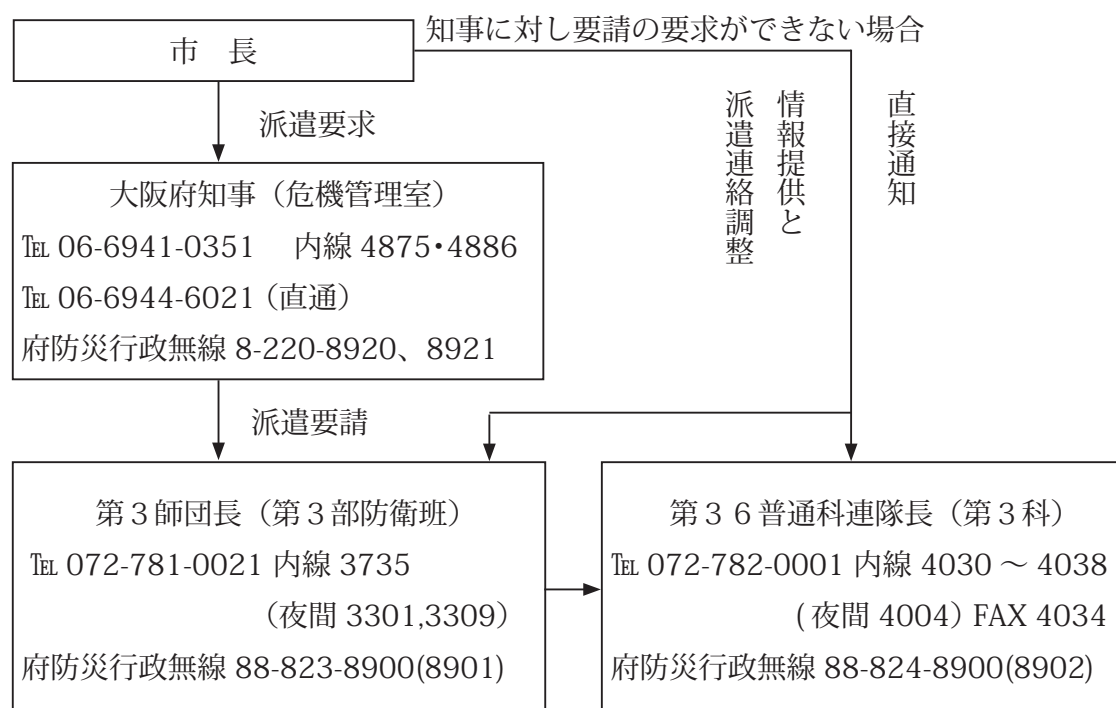 市　長
知事に対し要請の要求ができない場合
派遣要求
情報提供と
派遣連絡調整
直接通知
大阪府知事（危機管理室）
℡ 06-6941-0351　内線 4875・4886
℡ 06-6944-6021（直通）
府防災行政無線 8-220-8920、8921
派遣要請
第３師団長（第３部防衛班）
℡ 072-781-0021 内線 3735
（夜間 3301,3309）
府防災行政無線 88-823-8900(8901)
第３６普通科連隊長（第３科）
℡ 072-782-0001 内線 4030 ～ 4038
( 夜間 4004）FAX 4034
府防災行政無線 88-824-8900(8902)